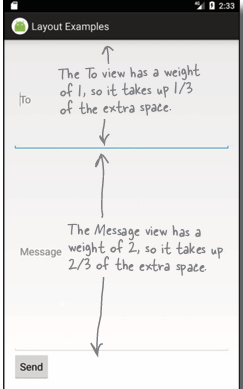 2:33
Layout Examples
The To view has a weight
To
of 1, so it takes up 1/3
of the extra space.
The Message view has a
Message
weight of 2, so it takes up
2/3 of the extra space.
Send